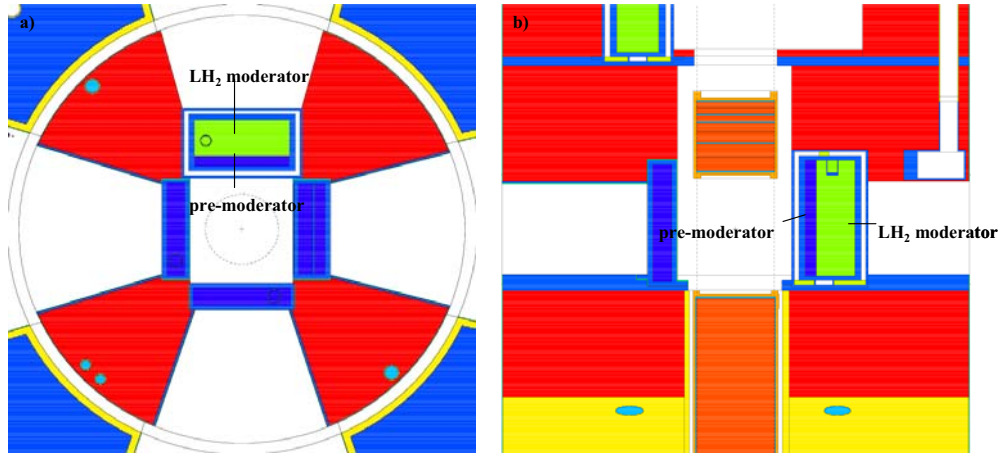 a)
LH₂ moderator
pre-moderator
b)
pre-moderator
LH₂ moderator